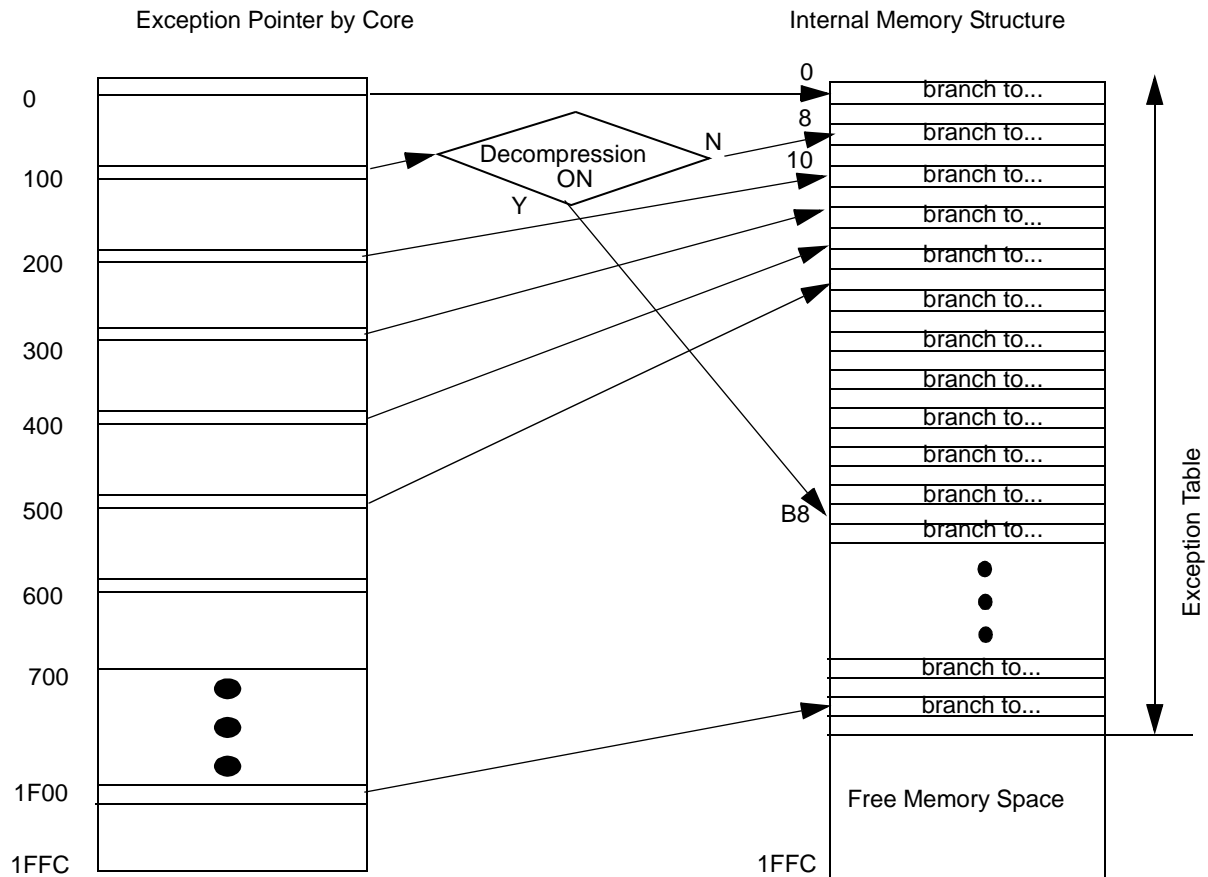 Exception Pointer by Core
Internal Memory Structure
0
100
200
300
400
500
600
700
1F00
1FFC
Decompression
ON
N
Y
0
8
10
B8
1FFC
branch to...
branch to...
branch to...
branch to...
branch to...
branch to...
branch to...
branch to...
branch to...
branch to...
branch to...
branch to...
branch to...
branch to...
Free Memory Space
Exception Table